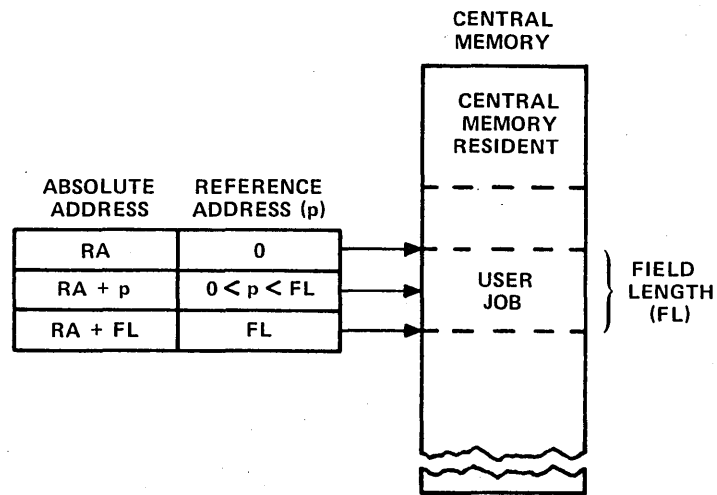 CENTRAL
MEMORY
CENTRAL
MEMORY
RESIDENT
ABSOLUTE
ADDRESS
REFERENCE
ADDRESS (p)
RA
0
RA + p
0 < p < FL
RA + FL
FL
USER
JOB
FIELD
LENGTH
(FL)